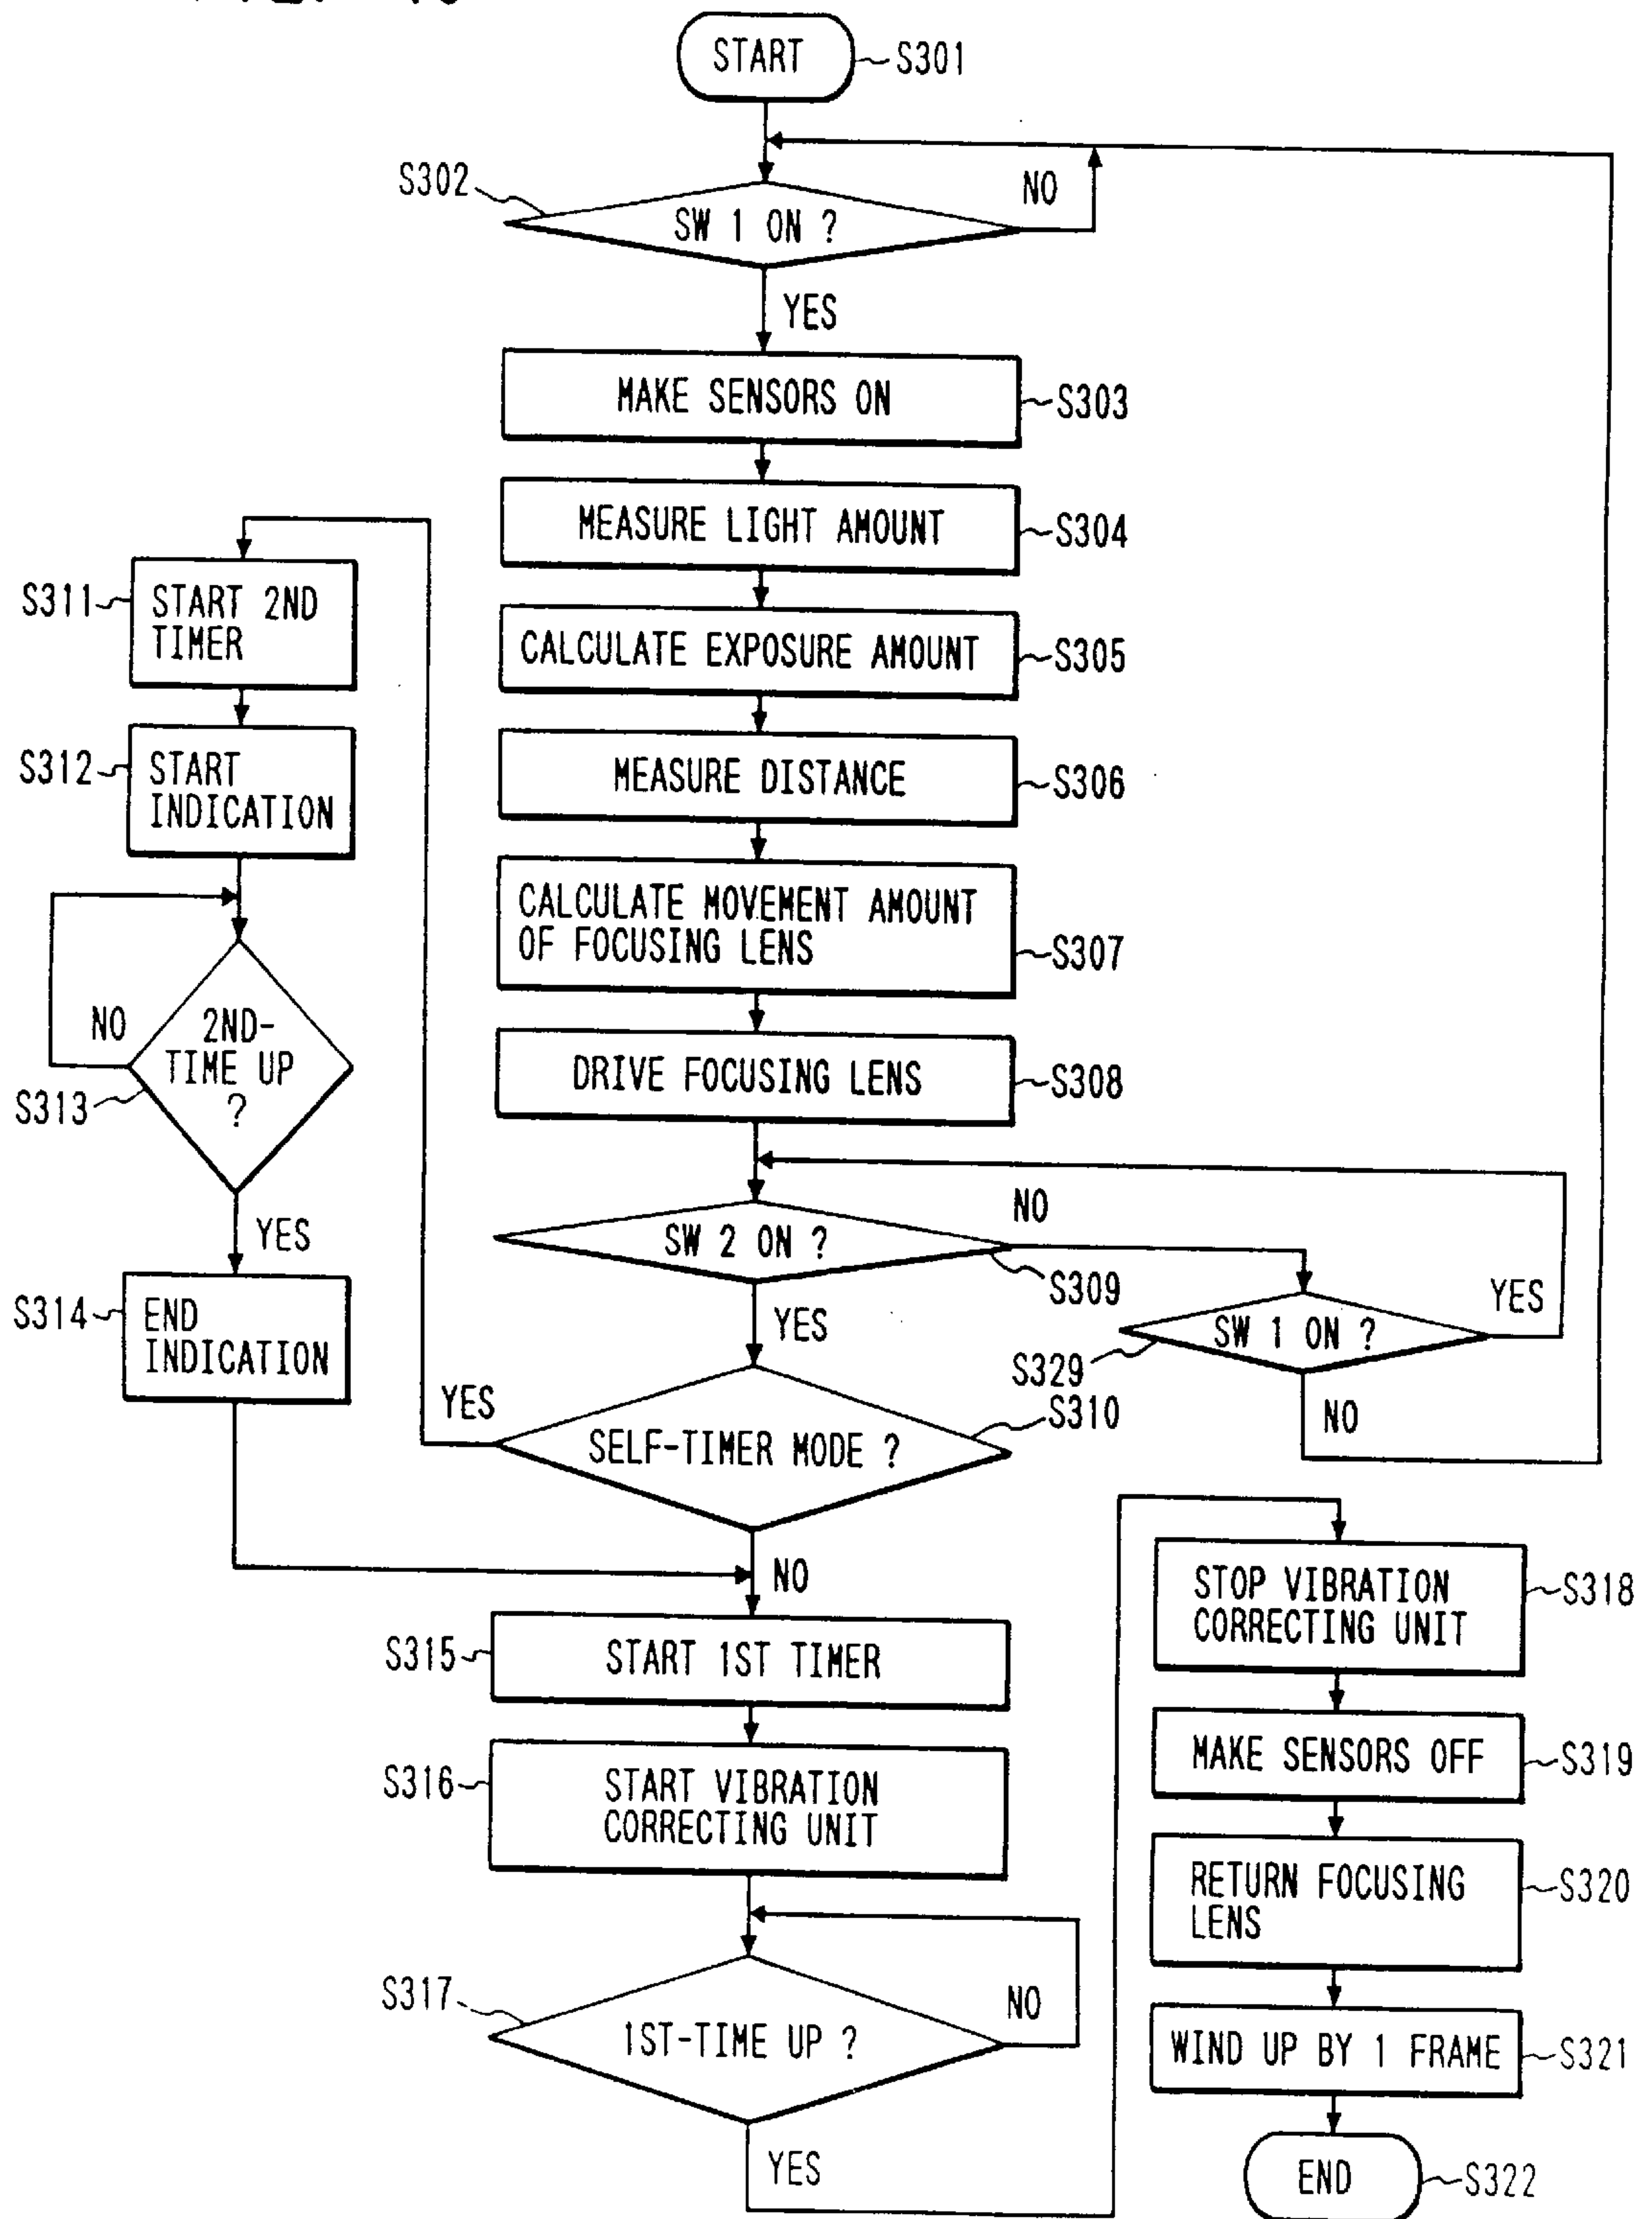 START
S301
S302
SW 1 ON ?
NO
YES
MAKE SENSORS ON
S303
MEASURE LIGHT AMOUNT
S304
CALCULATE EXPOSURE AMOUNT
S305
MEASURE DISTANCE
S306
CALCULATE MOVEMENT AMOUNT
OF FOCUSING LENS
S307
DRIVE FOCUSING LENS
S308
SW 2 ON ?
NO
S309
YES
SW 1 ON ?
YES
S329
NO
SELF-TIMER MODE ?
S310
YES
NO
S311
START 2ND
TIMER
S312
START
INDICATION
NO
2ND-
TIME UP
?
S313
YES
S314
END
INDICATION
S315
START 1ST TIMER
S316
START VIBRATION
CORRECTING UNIT
S317
1ST-TIME UP ?
NO
YES
STOP VIBRATION
CORRECTING UNIT
S318
MAKE SENSORS OFF
S319
RETURN FOCUSING
LENS
S320
WIND UP BY 1 FRAME
S321
END
S322